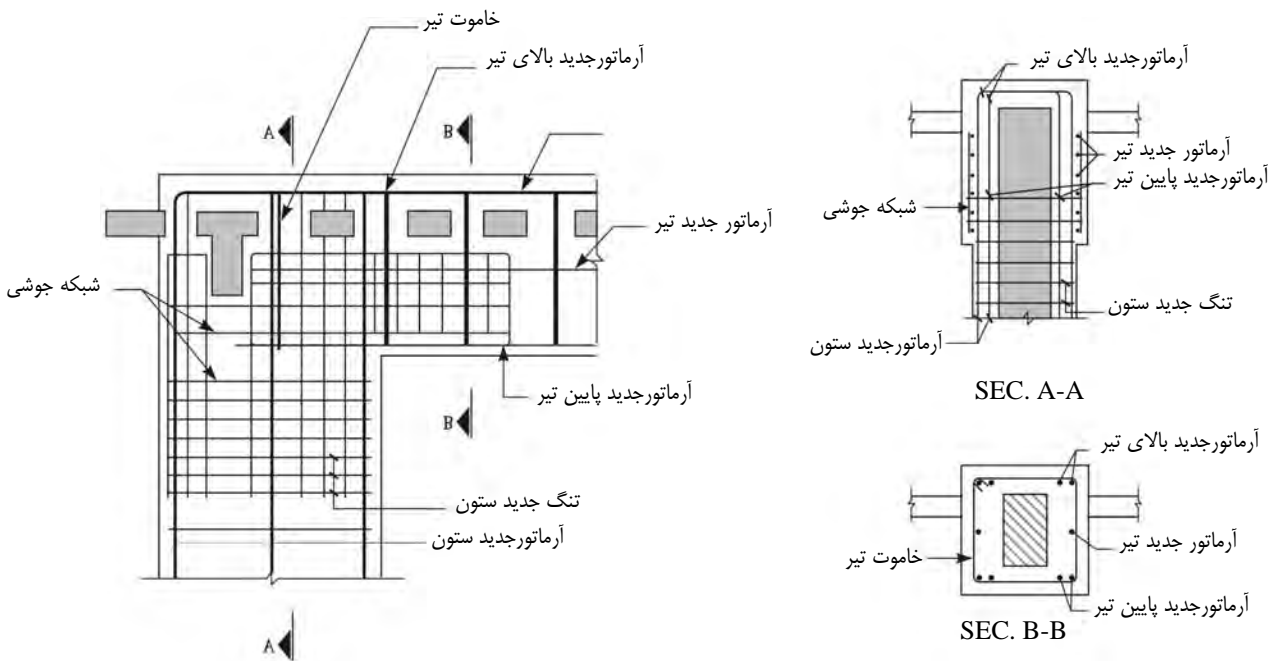 خاموت تیر
آرماتورجدید بالای تیر
A
B
آرماتور جدید تیر
شبکه جوشی
آرماتورجدید پایین تیر
B
تنگ جدید ستون
آرماتورجدید ستون
A
آرماتورجدید بالای تیر
آرماتور جدید تیر
آرماتورجدید پایین تیر
شبکه جوشی
تنگ جدید ستون
آرماتورجدید ستون
SEC. A-A
آرماتورجدید بالای تیر
آرماتور جدید تیر
خاموت تیر
آرماتورجدید پایین تیر
SEC. B-B